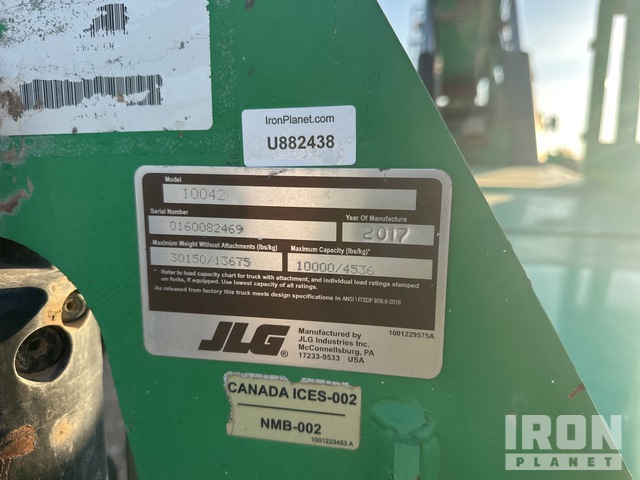 IronPlanet.com
U882438
Model
10042
Serial Number
0160082469
Year Of Manufacture
2017
Maximum Weight Without Attachments (lbs/kg)
30150/13675
Maximum Capacity (lbs/kg)*
10000/4536
* Refer to load capacity chart for truck with attachment, and individual load ratings stamped
on forks, if equipped. Use lowest capacity of all ratings.
As released from factory this truck meets design specifications in ANSI \ ITSDF B56.6-2016
JLG®
Manufactured by
JLG Industries Inc.
McConnellsburg, PA
17233-9533 USA
1001229575A
CANADA ICES-002
NMB-002
1001223453 A
IRON
PLANET